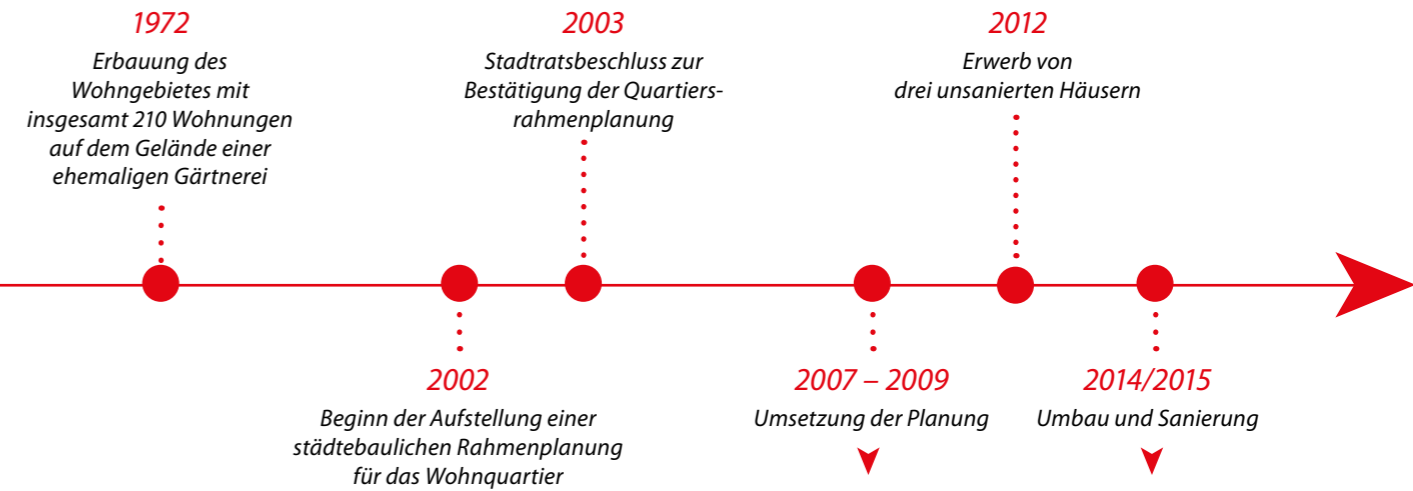 1972
Erbauung des
Wohngebietes mit
insgesamt 210 Wohnungen
auf dem Gelände einer
ehemaligen Gärtnerei
2002
Beginn der Aufstellung einer
städtebaulichen Rahmenplanung
für das Wohnquartier
2003
Stadtratsbeschluss zur
Bestätigung der Quartiers-
rahmenplanung
2007 – 2009
Umsetzung der Planung
2012
Erwerb von
drei unsanierten Häusern
2014/2015
Umbau und Sanierung